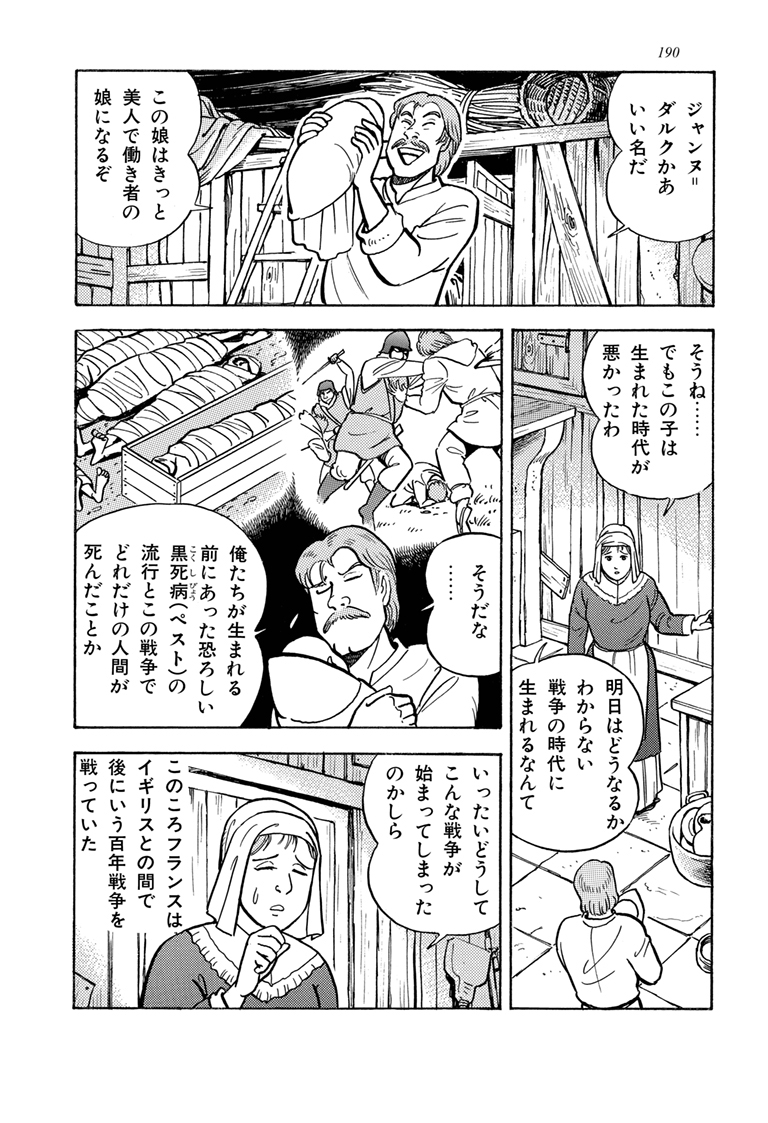 190
ジャンヌ＝
ダルクかあ
いい名だ
この娘はきっと
美人で働き者の
娘になるぞ
そうね……
でもこの子は
生まれた時代が
悪かったわ
明日はどうなるか
わからない
戦争の時代に
生まれるなんて
そうだな
……
俺たちが生まれる
前にあった恐ろしい
黒死病(ペスト)の
こくしびょう
流行とこの戦争で
どれだけの人間が
死んだことか
いったいどうして
こんな戦争が
始まってしまった
のかしら
このころフランスは
イギリスとの間で
後にいう百年戦争を
戦っていた